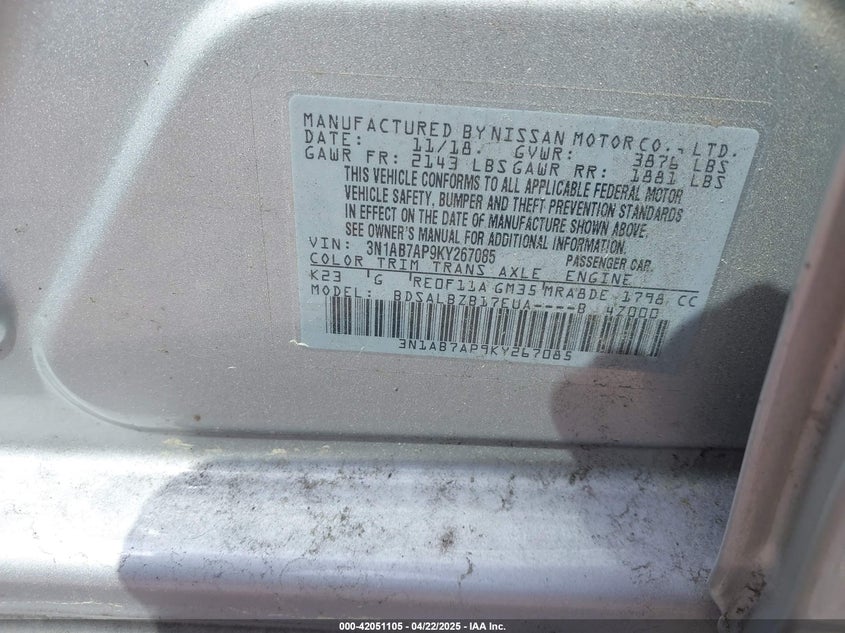 MANUFACTURED BY NISSAN MOTOR CO., LTD.
DATE: 11/18 GVWR: 3876 LBS
GAWR FR: 2143 LBS GAWR RR: 1881 LBS
THIS VEHICLE CONFORMS TO ALL APPLICABLE FEDERAL MOTOR
VEHICLE SAFETY, BUMPER AND THEFT PREVENTION STANDARDS
IN EFFECT ON THE DATE OF MANUFACTURE SHOWN ABOVE.
SEE OWNER'S MANUAL FOR ADDITIONAL INFORMATION.
VIN: 3N1AB7AP9KY267085 PASSENGER CAR
COLOR TRIM TRANS AXLE ENGINE
K23 G RE0F11A GM35 MRA8DE 1798 CC
MODEL: BDSALBZB17EUA----B 47000
3N1AB7AP9KY267085
000-42051105 - 04/22/2025 - IAA Inc.